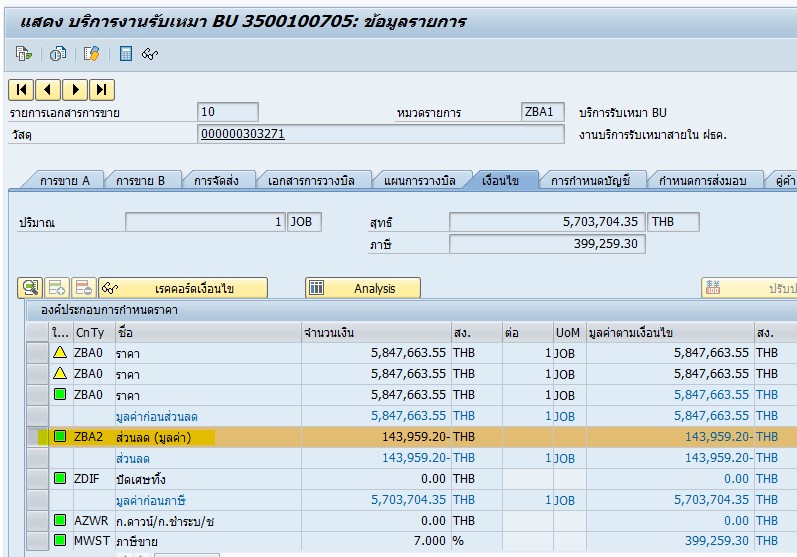 แสดง บริการงานรับเหมา BU 3500100705: ข้อมูลรายการ
รายการเอกสารการขาย 10 หมวดรายการ ZBA1 บริการรับเหมา BU
วัสดุ 000000303271 งานบริการรับเหมาสายใน ฝธค.
การขาย A การขาย B การจัดส่ง เอกสารการวางบิล แผนการวางบิล เงื่อนไข การกำหนดบัญชี กำหนดการส่งมอบ คู่ค้า
ปริมาณ 1 JOB สุทธิ 5,703,704.35 THB
ภาษี 399,259.30
เรคคอร์ดเงื่อนไข Analysis ปรับป
องค์ประกอบการกำหนดราคา
ใ... CnTy ชื่อ จำนวนเงิน สง. ต่อ UoM มูลค่าตามเงื่อนไข สง.
ZBA0 ราคา 5,847,663.55 THB 1 JOB 5,847,663.55 THB
ZBA0 ราคา 5,847,663.55 THB 1 JOB 5,847,663.55 THB
ZBA0 ราคา 5,847,663.55 THB 1 JOB 5,847,663.55 THB
มูลค่าก่อนส่วนลด 5,847,663.55 THB 1 JOB 5,847,663.55 THB
ZBA2 ส่วนลด (มูลค่า) 143,959.20- THB 143,959.20- THB
ส่วนลด 143,959.20- THB 1 JOB 143,959.20- THB
ZDIF ปัดเศษทิ้ง 0.00 THB 0.00 THB
มูลค่าก่อนภาษี 5,703,704.35 THB 1 JOB 5,703,704.35 THB
AZWR ก.ดาวน์/ก.ชำระบ/ช 0.00 THB 0.00 THB
MWST ภาษีขาย 7.000 % 399,259.30 THB